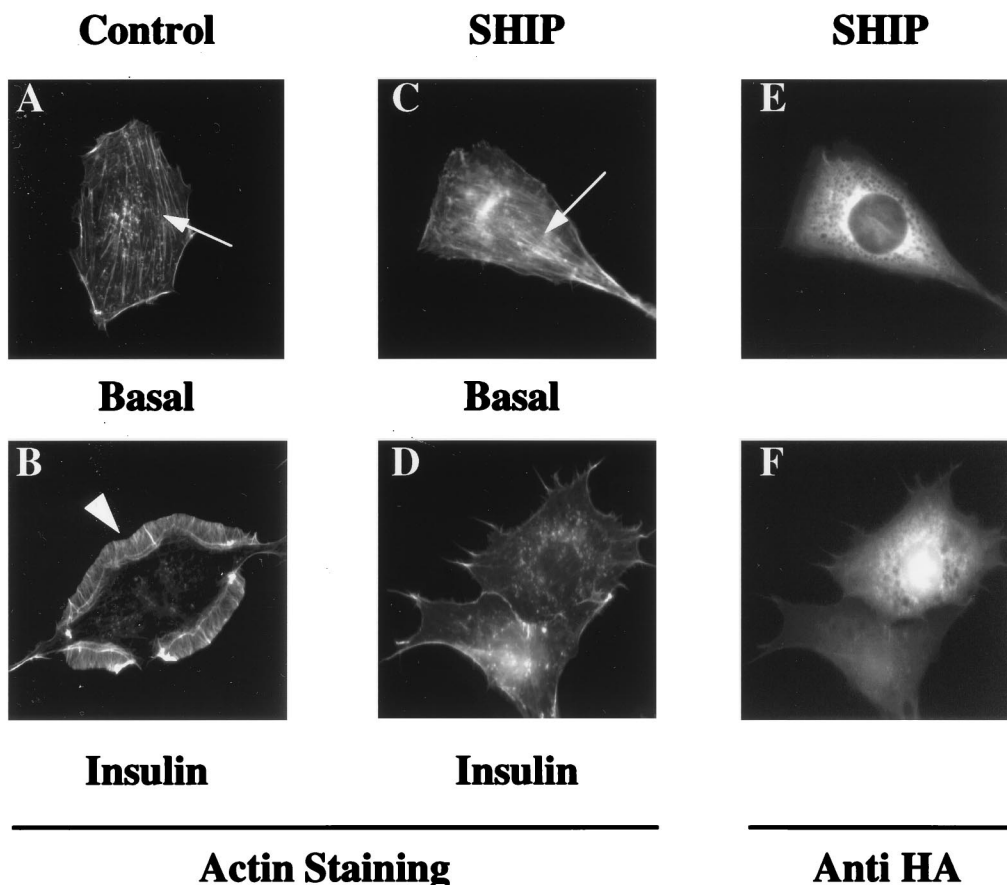 Control SHIP SHIP
A C E
Basal Basal
B D F
Insulin Insulin
Actin Staining Anti HA